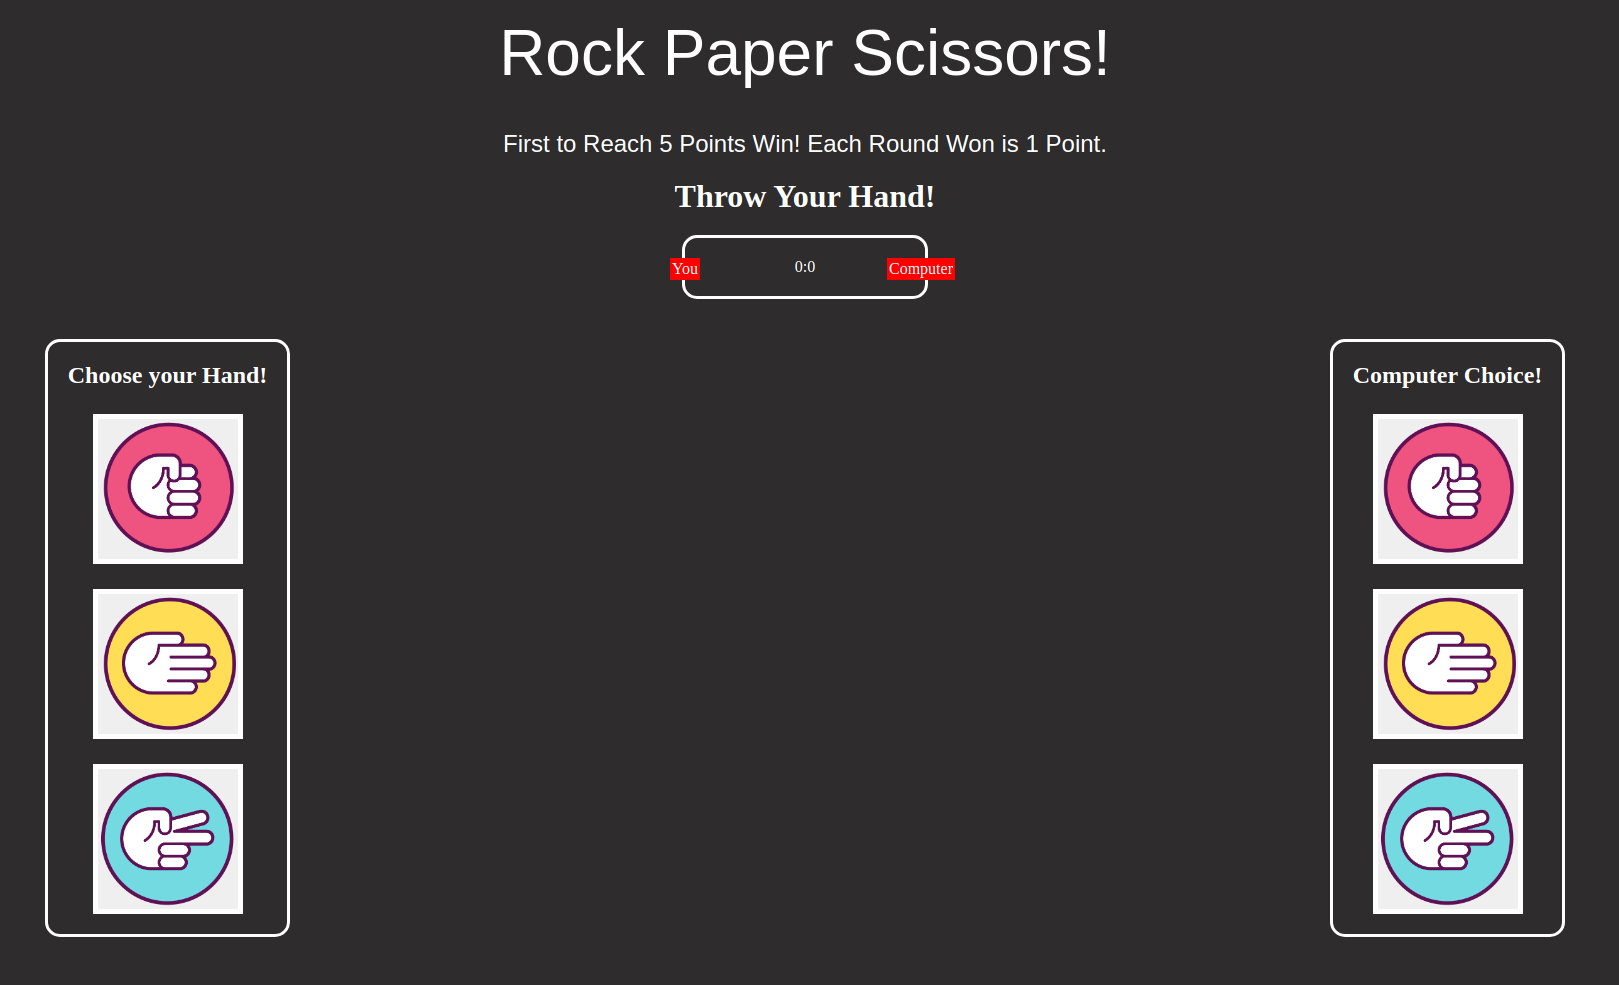 Rock Paper Scissors!
First to Reach 5 Points Win! Each Round Won is 1 Point.
Throw Your Hand!
You 0:0 Computer
Choose your Hand!
Computer Choice!